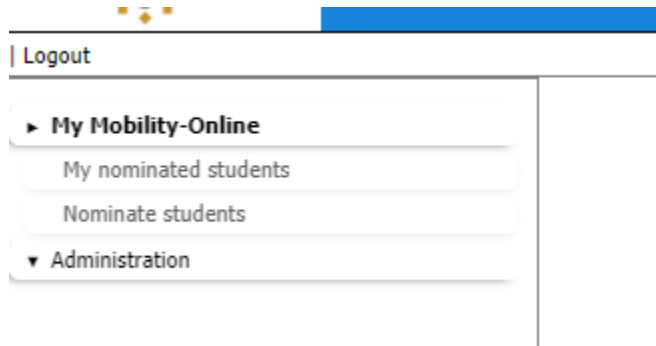 | Logout
► My Mobility-Online
My nominated students
Nominate students
▼ Administration